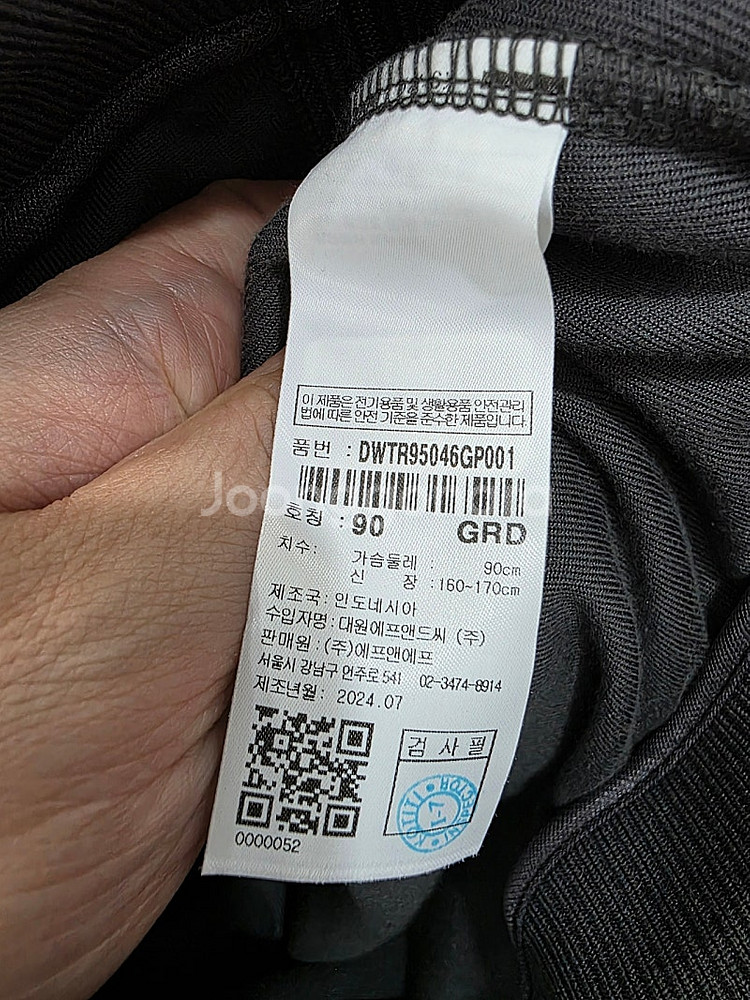 이 제품은 전기용품 및 생활용품 안전관리
법에 따른 안전 기준을 준수한 제품입니다.
품번 : DWTR95046GP001
호칭 : 90 GRD
치수: 가슴둘레 : 90cm
신 장 : 160~170cm
제조국 : 인도네시아
수입자명 : 대원에프앤드씨 (주)
판매원 : (주)에프앤에프
서울시 강남구 언주로 541 02-3474-8914
제조년월: 2024.07
검 사 필
KOTITI
INSPECTOR
1-7
0000052